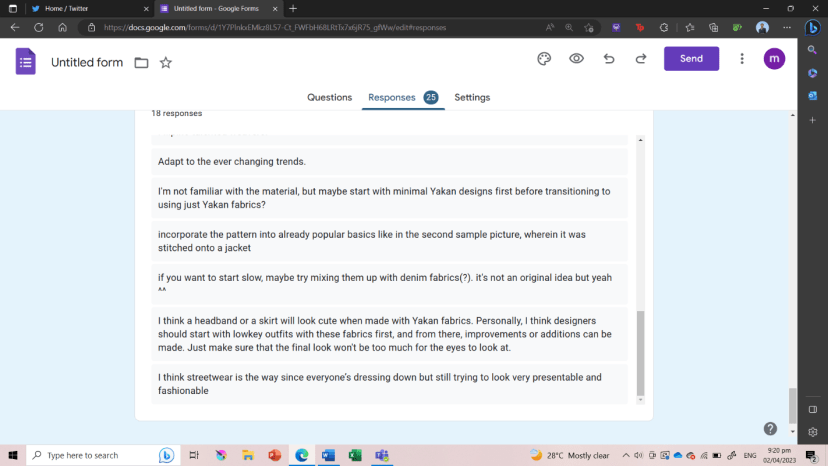 Home / Twitter
Untitled form - Google Forms
https://docs.google.com/forms/d/1Y7PlnkxEMkz8L57-Ct_FWFbH68LRtTx7x6jR75_gfWw/edit#responses
Untitled form
Send
m
Questions
Responses 25
Settings
18 responses
Adapt to the ever changing trends.
I'm not familiar with the material, but maybe start with minimal Yakan designs first before transitioning to
using just Yakan fabrics?
incorporate the pattern into already popular basics like in the second sample picture, wherein it was
stitched onto a jacket
if you want to start slow, maybe try mixing them up with denim fabrics(?). it's not an original idea but yeah
^^
I think a headband or a skirt will look cute when made with Yakan fabrics. Personally, I think designers
should start with lowkey outfits with these fabrics first, and from there, improvements or additions can be
made. Just make sure that the final look won't be too much for the eyes to look at.
I think streetwear is the way since everyone's dressing down but still trying to look very presentable and
fashionable
Type here to search
28°C Mostly clear
ENG
9:20 pm
02/04/2023
2